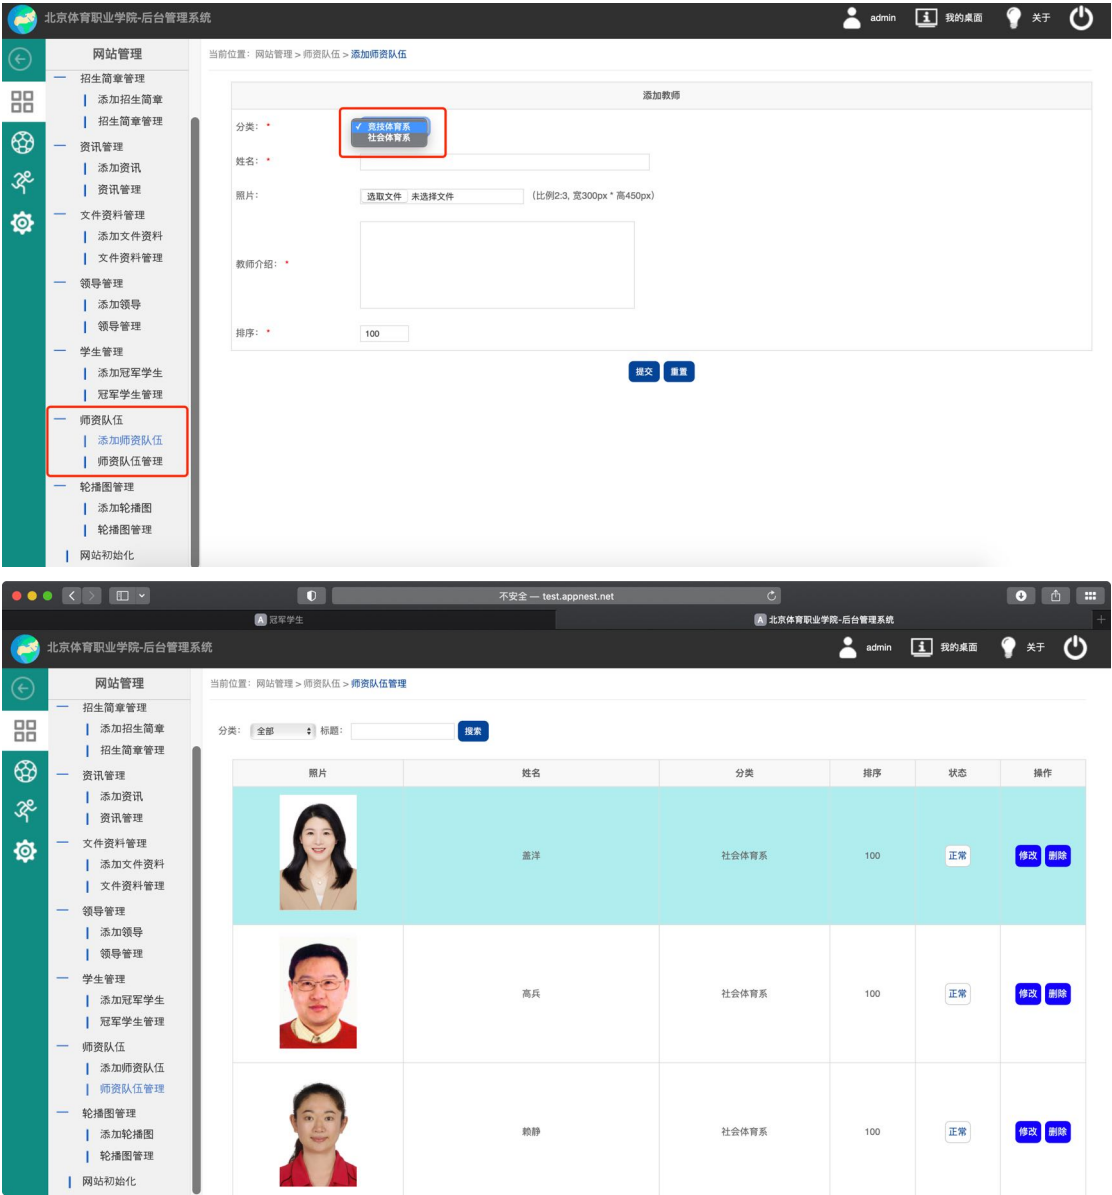 北京体育职业学院-后台管理系统
admin
我的桌面
关于
网站管理
招生简章管理
添加招生简章
招生简章管理
资讯管理
添加资讯
资讯管理
文件资料管理
添加文件资料
文件资料管理
领导管理
添加领导
领导管理
学生管理
添加冠军学生
冠军学生管理
师资队伍
添加师资队伍
师资队伍管理
轮播图管理
添加轮播图
轮播图管理
网站初始化
当前位置：网站管理 > 师资队伍 > 添加师资队伍
添加教师
分类： *
✓ 竞技体育系
社会体育系
姓名： *
照片：
选取文件 未选择文件
(比例2:3, 宽300px * 高450px)
教师介绍： *
排序： *
100
提交 重置
不安全 — test.appnest.net
A 冠军学生
A 北京体育职业学院-后台管理系统
北京体育职业学院-后台管理系统
admin
我的桌面
关于
网站管理
招生简章管理
添加招生简章
招生简章管理
资讯管理
添加资讯
资讯管理
文件资料管理
添加文件资料
文件资料管理
领导管理
添加领导
领导管理
学生管理
添加冠军学生
冠军学生管理
师资队伍
添加师资队伍
师资队伍管理
轮播图管理
添加轮播图
轮播图管理
网站初始化
当前位置：网站管理 > 师资队伍 > 师资队伍管理
分类： 全部 标题： 搜索
照片 姓名 分类 排序 状态 操作
盖洋 社会体育系 100 正常 修改 删除
高兵 社会体育系 100 正常 修改 删除
赖静 社会体育系 100 正常 修改 删除